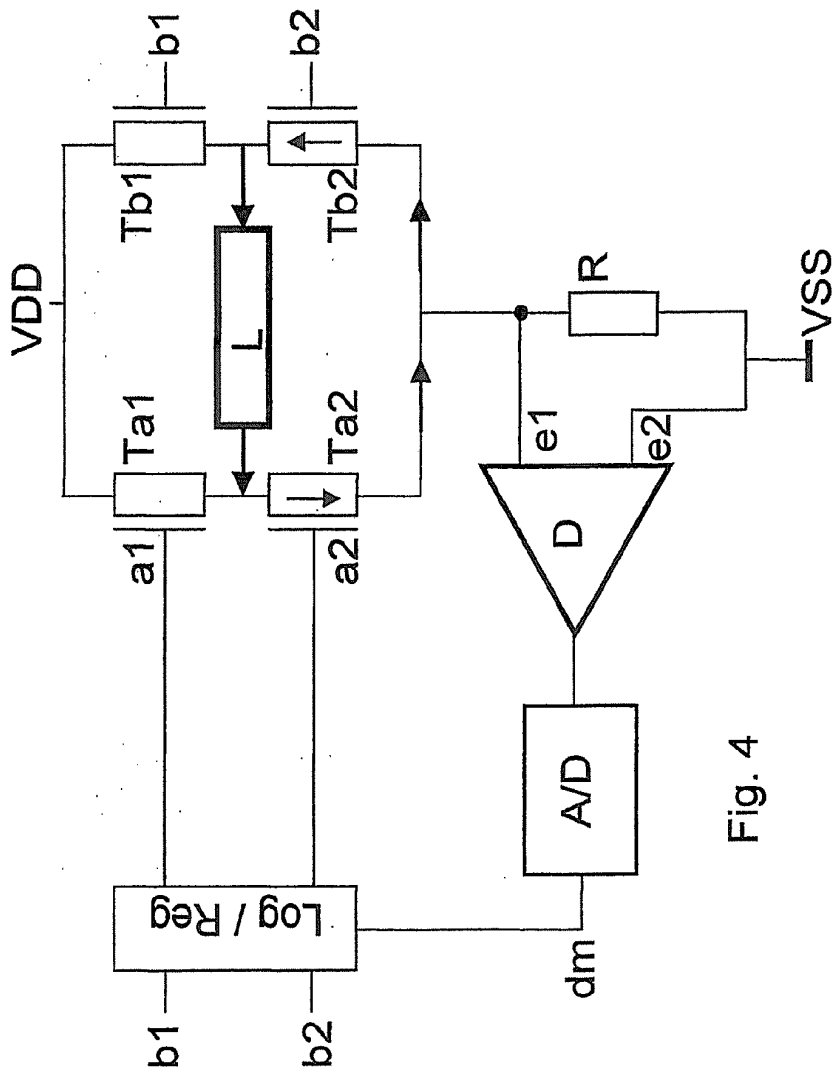 VDD
b1
b2
Tb1
Tb2
L
Ta1
Ta2
a1
a2
R
VSS
e1
e2
D
A/D
dm
Log / Reg
b1
b2
Fig. 4